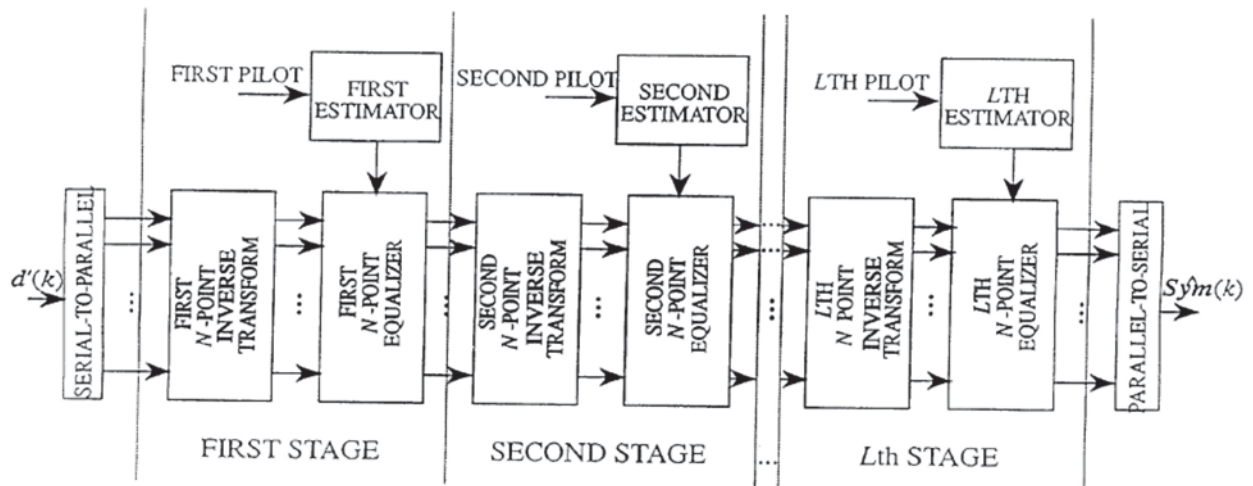 FIRST PILOT
FIRST
ESTIMATOR
SECOND PILOT
SECOND
ESTIMATOR
LTH PILOT
LTH
ESTIMATOR
d'(k)
SERIAL-TO-PARALLEL
...
FIRST
N-POINT
INVERSE
TRANSFORM
...
FIRST
N-POINT
EQUALIZER
...
SECOND
N-POINT
INVERSE
TRANSFORM
...
SECOND
N-POINT
EQUALIZER
...
...
...
...
LTH
N POINT
INVERSE
TRANSFORM
...
LTH
N-POINT
EQUALIZER
...
PARALLEL-TO-SERIAL
Sŷm(k)
FIRST STAGE
SECOND STAGE
...
Lth STAGE